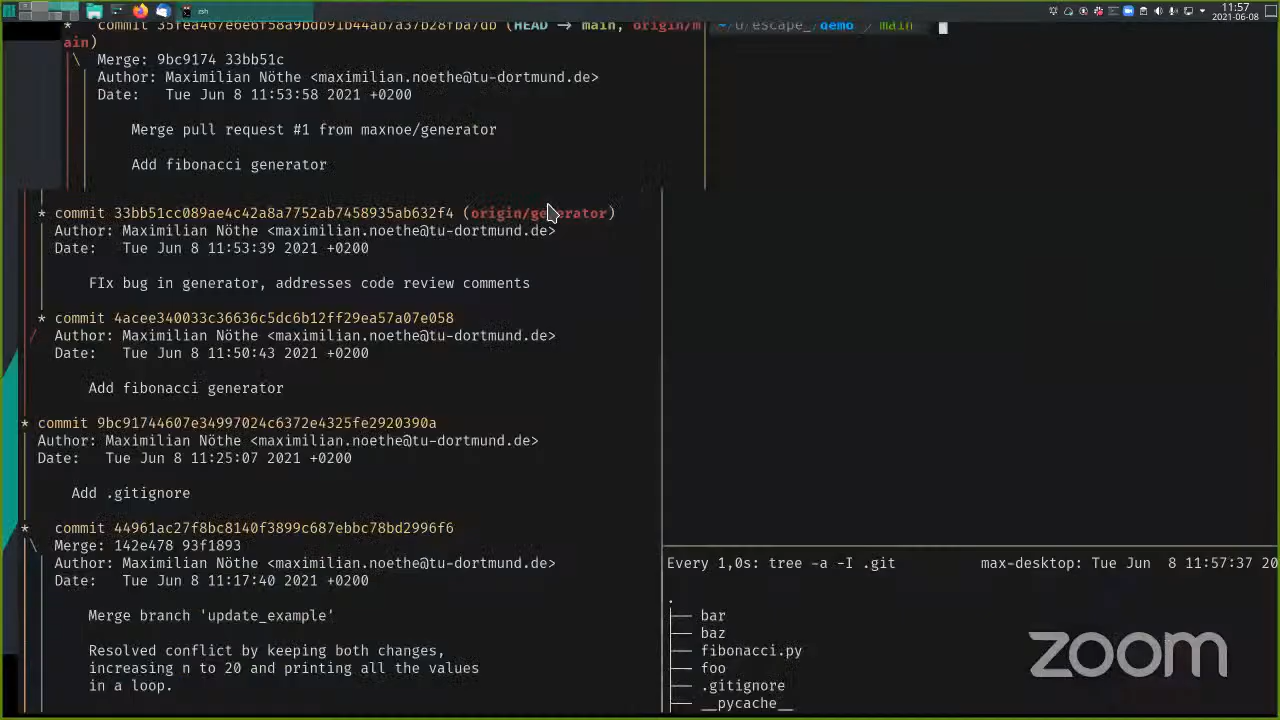 11:57
2021-06-08
zsh
* commit 35fea467e6e6f58a9bdb91b44ab7a37b28fba7db (HEAD → main, origin/m
ain)
\ Merge: 9bc9174 33bb51c
Author: Maximilian Nöthe <maximilian.noethe@tu-dortmund.de>
Date: Tue Jun 8 11:53:58 2021 +0200
Merge pull request #1 from maxnoe/generator
Add fibonacci generator
* commit 33bb51cc089ae4c42a8a7752ab7458935ab632f4 (origin/generator)
Author: Maximilian Nöthe <maximilian.noethe@tu-dortmund.de>
Date: Tue Jun 8 11:53:39 2021 +0200
FIx bug in generator, addresses code review comments
* commit 4acee340033c36636c5dc6b12ff29ea57a07e058
/ Author: Maximilian Nöthe <maximilian.noethe@tu-dortmund.de>
Date: Tue Jun 8 11:50:43 2021 +0200
Add fibonacci generator
* commit 9bc91744607e34997024c6372e4325fe2920390a
Author: Maximilian Nöthe <maximilian.noethe@tu-dortmund.de>
Date: Tue Jun 8 11:25:07 2021 +0200
Add .gitignore
* commit 44961ac27f8bc8140f3899c687ebbc78bd2996f6
\ Merge: 142e478 93f1893
Author: Maximilian Nöthe <maximilian.noethe@tu-dortmund.de>
Date: Tue Jun 8 11:17:40 2021 +0200
Merge branch 'update_example'
Resolved conflict by keeping both changes,
increasing n to 20 and printing all the values
in a loop.
demo main
Every 1,0s: tree -a -I .git max-desktop: Tue Jun 8 11:57:37 20
.
├── bar
├── baz
├── fibonacci.py
├── foo
├── .gitignore
├── __pycache__
zoom